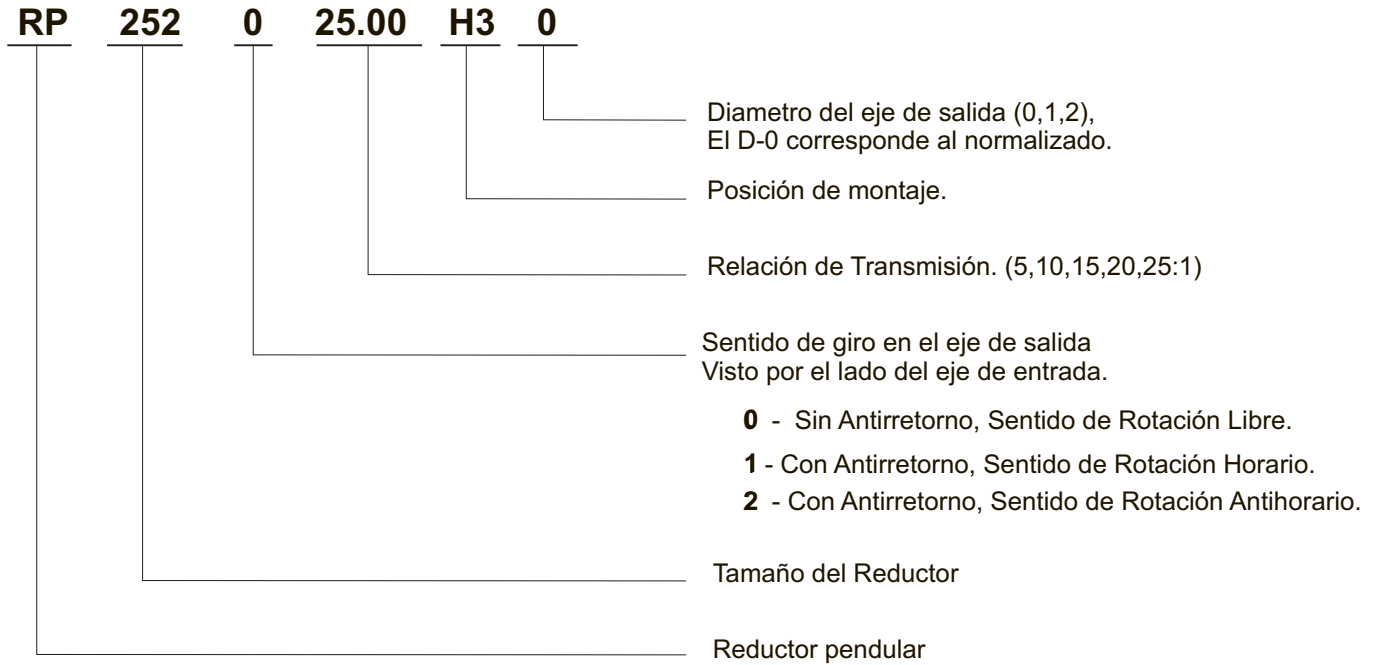 RP 252 0 25.00 H3 0
Diametro del eje de salida (0,1,2),
El D-0 corresponde al normalizado.
Posición de montaje.
Relación de Transmisión. (5,10,15,20,25:1)
Sentido de giro en el eje de salida
Visto por el lado del eje de entrada.
0 - Sin Antirretorno, Sentido de Rotación Libre.
1 - Con Antirretorno, Sentido de Rotación Horario.
2 - Con Antirretorno, Sentido de Rotación Antihorario.
Tamaño del Reductor
Reductor pendular